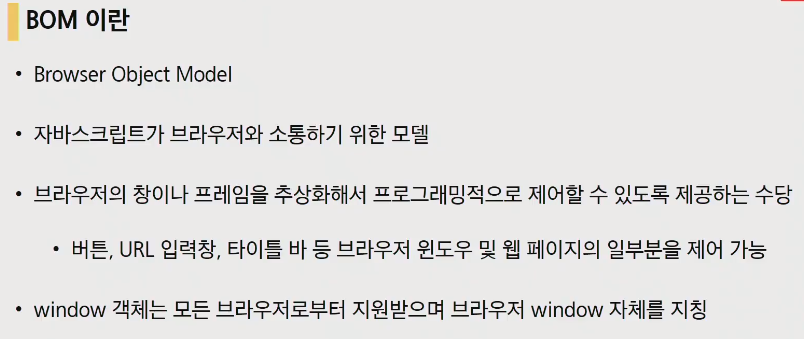 BOM 이란
• Browser Object Model
• 자바스크립트가 브라우저와 소통하기 위한 모델
• 브라우저의 창이나 프레임을 추상화해서 프로그래밍적으로 제어할 수 있도록 제공하는 수당
• 버튼, URL 입력창, 타이틀 바 등 브라우저 윈도우 및 웹 페이지의 일부분을 제어 가능
• window 객체는 모든 브라우저로부터 지원받으며 브라우저 window 자체를 지칭